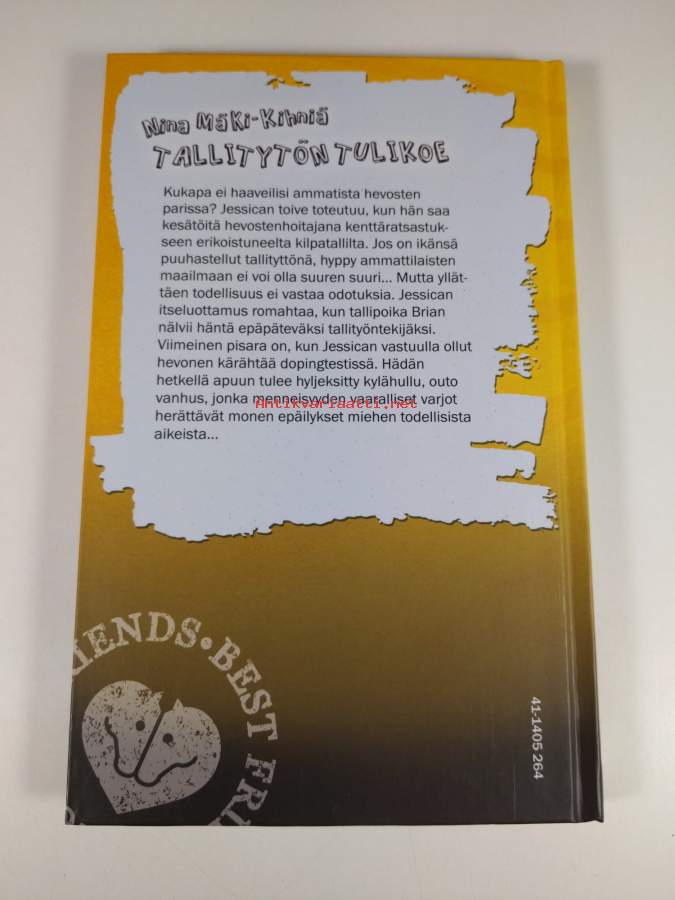 Nina Mäki-Kihniä
TALLITYTÖN TULIKOE
Kukapa ei haaveilisi ammatista hevosten
parissa? Jessican toive toteutuu, kun hän saa
kesätöitä hevostenhoitajana kenttäratsastuk-
seen erikoistuneelta kilpatallilta. Jos on ikänsä
puuhastellut tallityttönä, hyppy ammattilaisten
maailmaan ei voi olla suuren suuri... Mutta yllät-
täen todellisuus ei vastaa odotuksia. Jessican
itseluottamus romahtaa, kun tallipoika Brian
nälvii häntä epäpäteväksi tallityöntekijäksi.
Viimeinen pisara on, kun Jessican vastuulla ollut
hevonen kärähtää dopingtestissä. Hädän
hetkellä apuun tulee hyljeksitty kylähullu, outo
vanhus, jonka menneisyyden vaaralliset varjot
Antikvariaatti.net
herättävät monen epäilykset miehen todellisista
aikeista...
IENDS • BEST FRI
41-1405 264